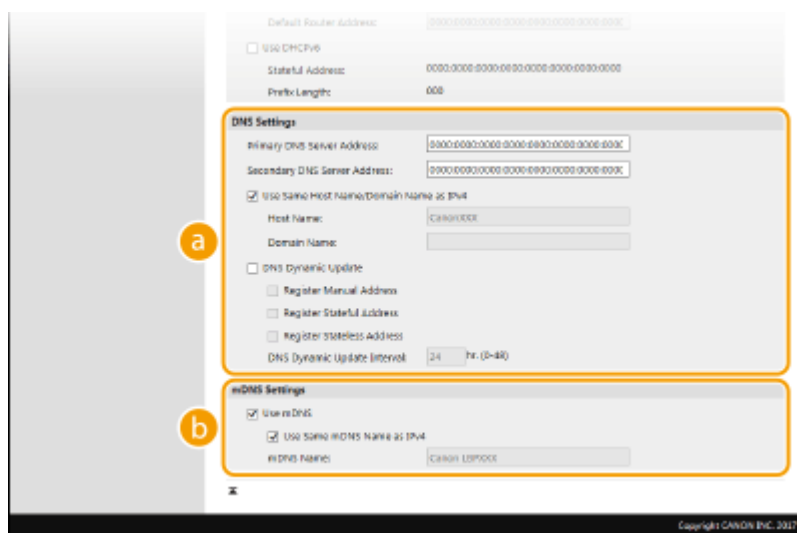 Default Router Address: 0000:0000:0000:0000:0000:0000:0000:000C
Use DHCPv6
Stateful Address: 0000:0000:0000:0000:0000:0000:0000:0000
Prefix Length: 000
DNS Settings
Primary DNS Server Address: 0000:0000:0000:0000:0000:0000:0000:000C
Secondary DNS Server Address: 0000:0000:0000:0000:0000:0000:0000:000C
Use Same Host Name/Domain Name as IPv4
Host Name: CanonXXX
a
Domain Name:
DNS Dynamic Update
Register Manual Address
Register Stateful Address
Register Stateless Address
DNS Dynamic Update Interval: 24 hr. (0-48)
mDNS Settings
Use mDNS
b
Use Same mDNS Name as IPv4
mDNS Name: Canon LBPXXX
Copyright CANON INC. 2017